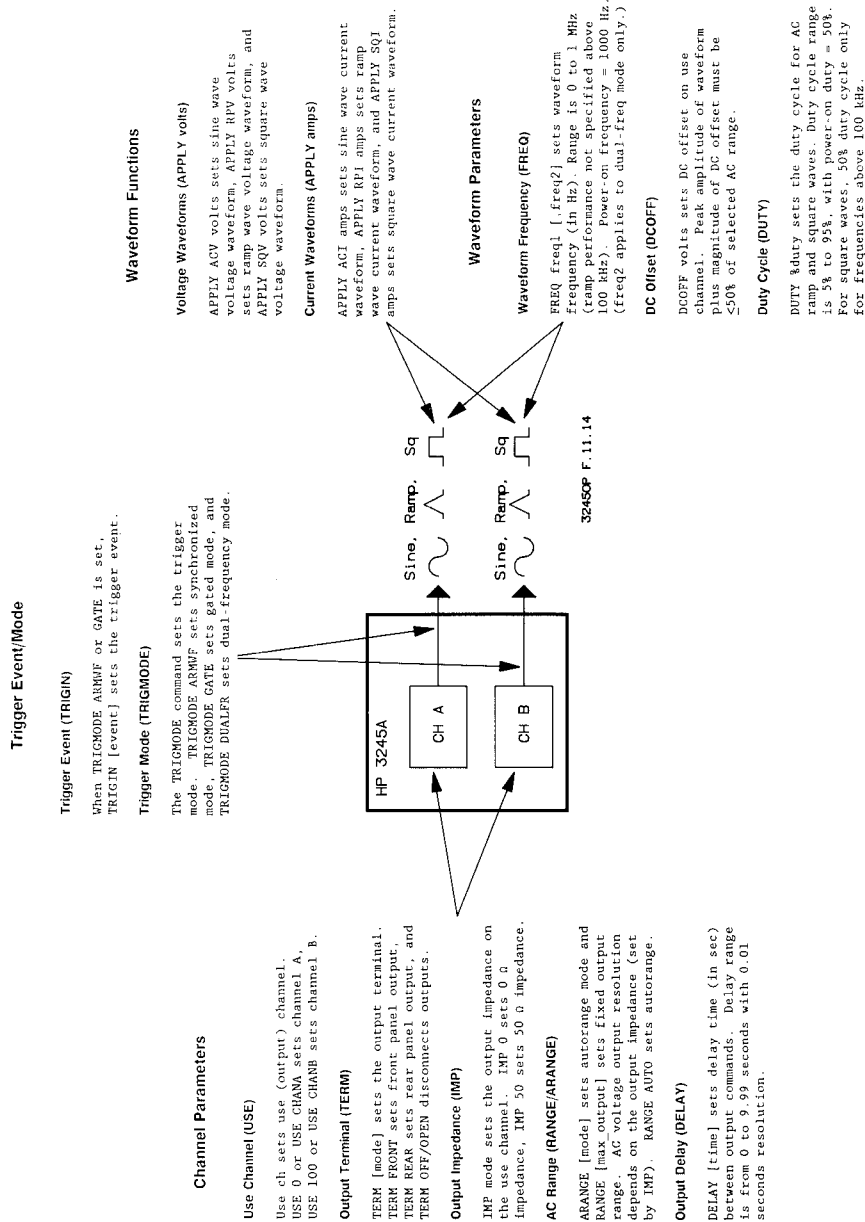 Trigger Event/Mode
Trigger Event (TRIGIN)
When TRIGMODE ARMWF or GATE is set,
TRIGIN [event] sets the trigger event.
Trigger Mode (TRIGMODE)
The TRIGMODE command sets the trigger
mode. TRIGMODE ARMWF sets synchronized
mode, TRIGMODE GATE sets gated mode, and
TRIGMODE DUALFR sets dual-frequency mode.
Channel Parameters
Use Channel (USE)
Use ch sets use (output) channel.
USE 0 or USE CHANA sets channel A,
USE 100 or USE CHANB sets channel B.
Output Terminal (TERM)
TERM [mode] sets the output terminal.
TERM FRONT sets front panel output,
TERM REAR sets rear panel output, and
TERM OFF/OPEN disconnects outputs.
Output Impedance (IMP)
IMP mode sets the output impedance on
the use channel. IMP 0 sets 0 Ω
impedance, IMP 50 sets 50 Ω impedance.
AC Range (RANGE/ARANGE)
ARANGE [mode] sets autorange mode and
RANGE [max_output] sets fixed output
range. AC voltage output resolution
depends on the output impedance (set
by IMP). RANGE AUTO sets autorange.
Output Delay (DELAY)
DELAY [time] sets delay time (in sec)
between output commands. Delay range
is from 0 to 9.99 seconds with 0.01
seconds resolution.
HP 3245A
CH A
CH B
Sine, Ramp, Sq
Sine, Ramp, Sq
32450P F.11.14
Waveform Functions
Voltage Waveforms (APPLY volts)
APPLY ACV volts sets sine wave
voltage waveform, APPLY RPV volts
sets ramp wave voltage waveform, and
APPLY SQV volts sets square wave
voltage waveform.
Current Waveforms (APPLY amps)
APPLY ACI amps sets sine wave current
waveform, APPLY RPI amps sets ramp
wave current waveform, and APPLY SQI
amps sets square wave current waveform.
Waveform Parameters
Waveform Frequency (FREQ)
FREQ freq1 [,freq2] sets waveform
frequency (in Hz). Range is 0 to 1 MHz
(ramp performance not specified above
100 kHz). Power-on frequency = 1000 Hz.
(freq2 applies to dual-freq mode only.)
DC Offset (DCOFF)
DCOFF volts sets DC offset on use
channel. Peak amplitude of waveform
plus magnitude of DC offset must be
≤50% of selected AC range.
Duty Cycle (DUTY)
DUTY %duty sets the duty cycle for AC
ramp and square waves. Duty cycle range
is 5% to 95%, with power-on duty = 50%.
For square waves, 50% duty cycle only
for frequencies above 100 kHz.